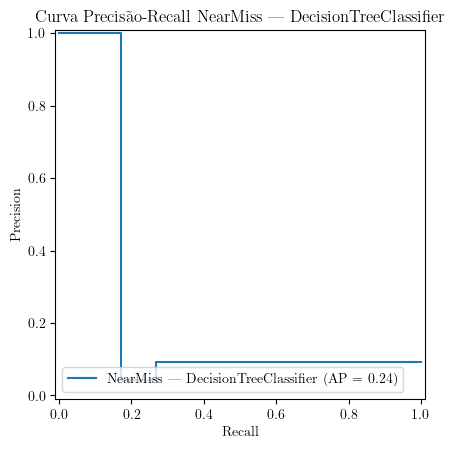 Curva Precisão-Recall NearMiss — DecisionTreeClassifier
1.0
0.8
0.6
0.4
0.2
0.0
Precision
NearMiss — DecisionTreeClassifier (AP = 0.24)
0.0 0.2 0.4 0.6 0.8 1.0
Recall